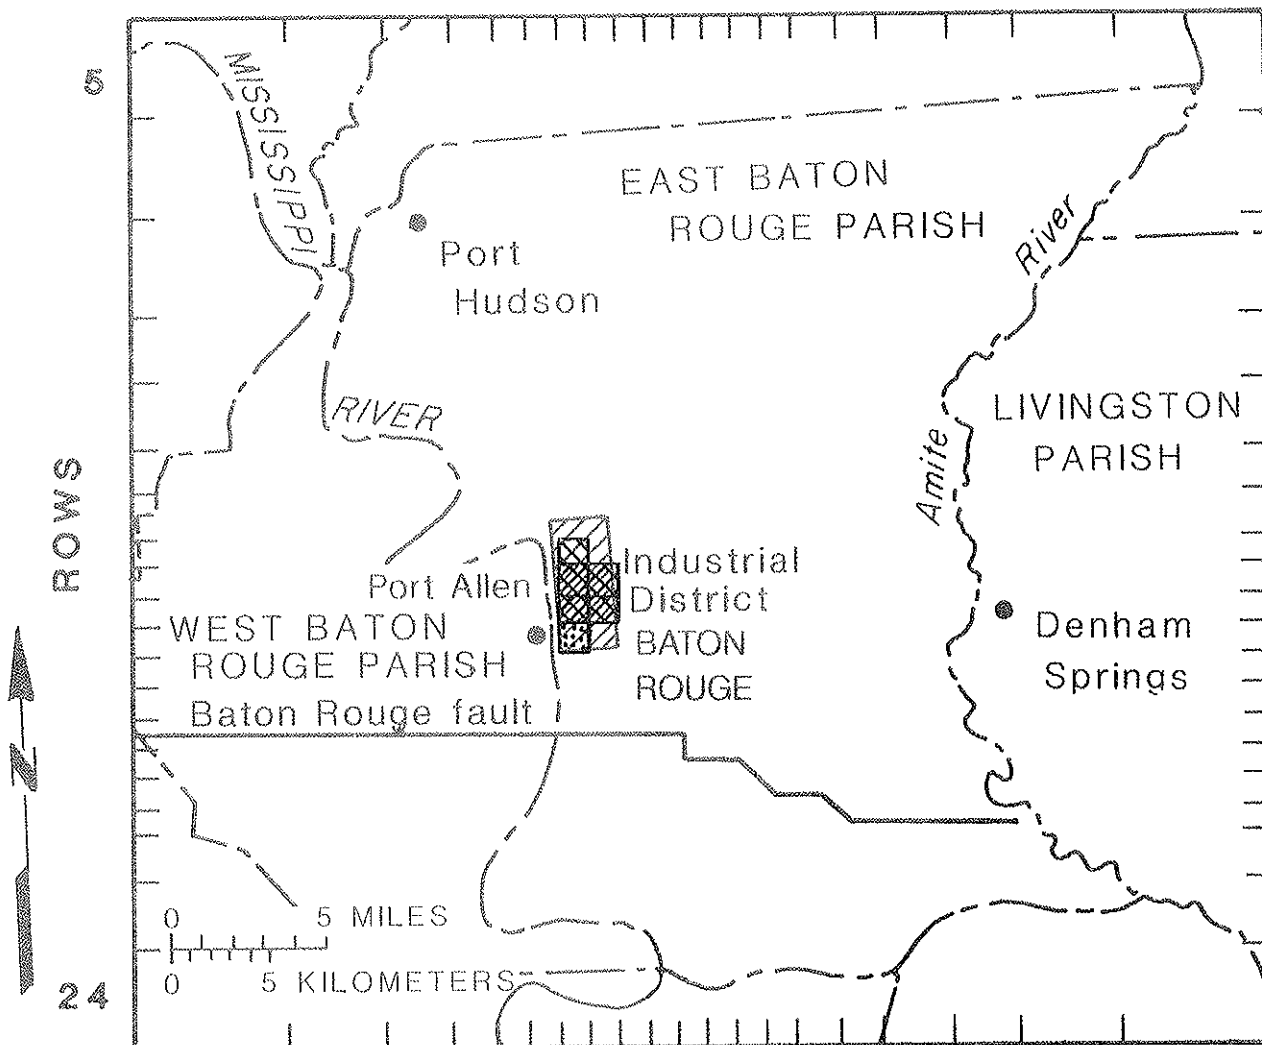 5
MISSISSIPPI
EAST BATON
ROUGE PARISH
Port
Hudson
River
RIVER
LIVINGSTON
PARISH
Amite
ROWS
Industrial
District
Port Allen
WEST BATON
ROUGE PARISH
BATON
ROUGE
Denham
Springs
Baton Rouge fault
N
0 5 MILES
0 5 KILOMETERS
24